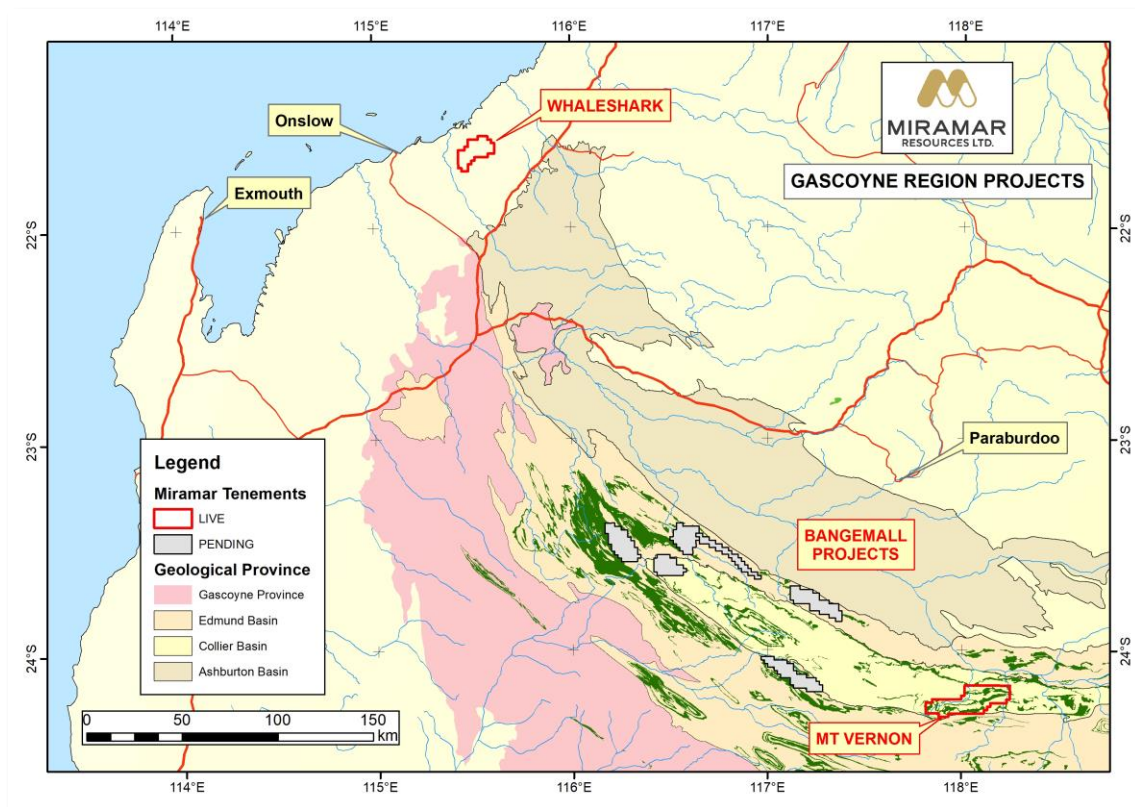 114°E
115°E
116°E
117°E
118°E
WHALESHARK
Onslow
MIRAMAR
RESOURCES LTD.
GASCOYNE REGION PROJECTS
Exmouth
22°S
22°S
23°S
23°S
Paraburdoo
Legend
Miramar Tenements
LIVE
PENDING
Geological Province
Gascoyne Province
Edmund Basin
Collier Basin
Ashburton Basin
BANGEMALL
PROJECTS
24°S
24°S
0 50 100 150
km
MT VERNON
114°E
115°E
116°E
117°E
118°E